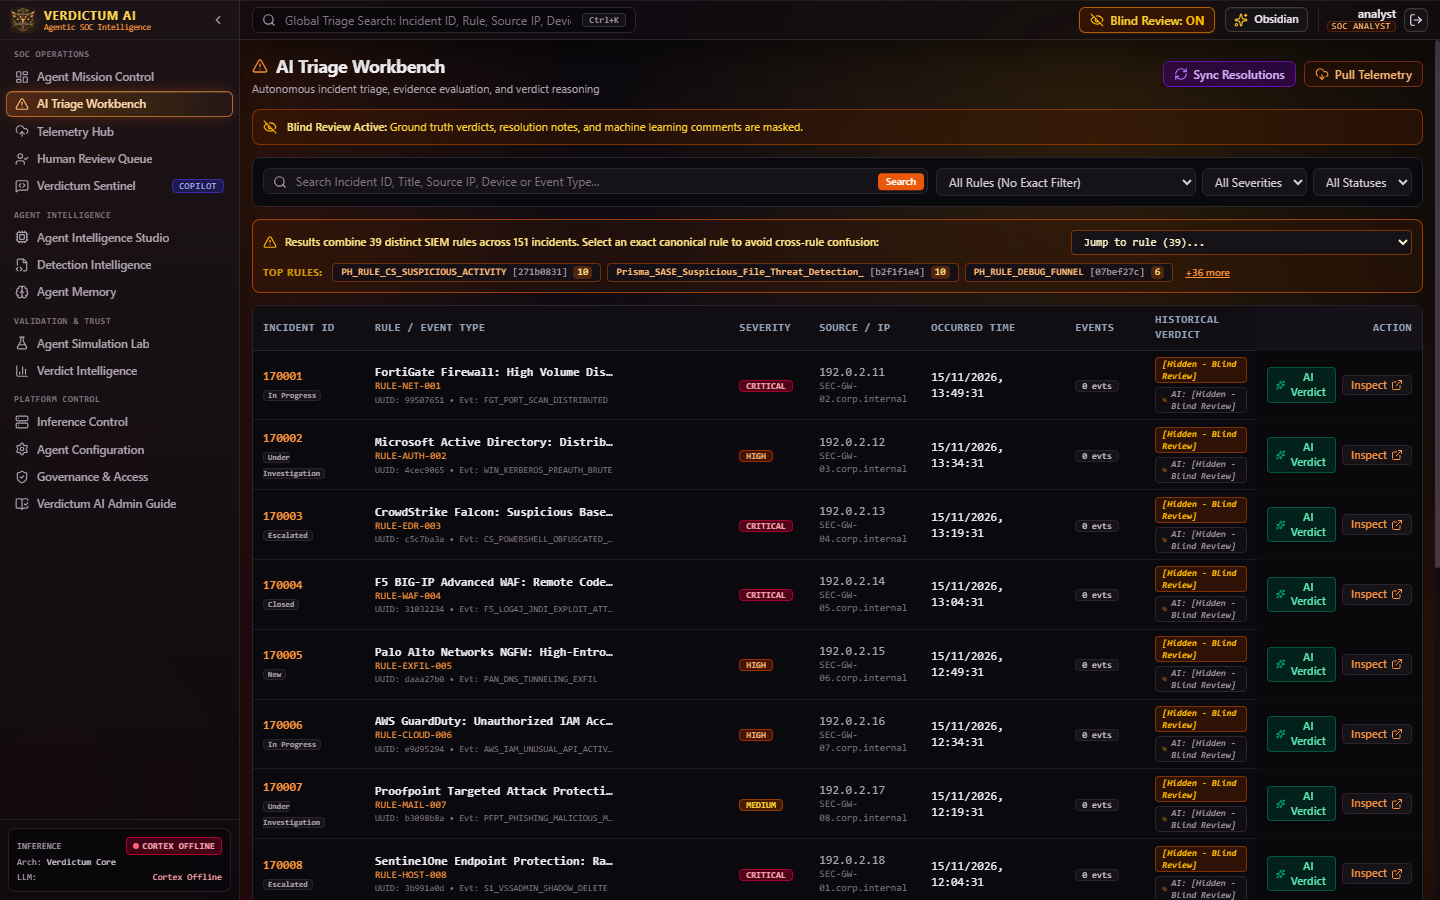 VERDICTUM AI
Agentic SOC Intelligence
Global Triage Search: Incident ID, Rule, Source IP, Devi
Ctrl+K
Blind Review: ON
Obsidian
analyst
SOC ANALYST
SOC OPERATIONS
Agent Mission Control
AI Triage Workbench
Telemetry Hub
Human Review Queue
Verdictum Sentinel
COPILOT
AGENT INTELLIGENCE
Agent Intelligence Studio
Detection Intelligence
Agent Memory
VALIDATION & TRUST
Agent Simulation Lab
Verdict Intelligence
PLATFORM CONTROL
Inference Control
Agent Configuration
Governance & Access
Verdictum AI Admin Guide
INFERENCE
CORTEX OFFLINE
Arch: Verdictum Core
LLM: Cortex Offline
AI Triage Workbench
Autonomous incident triage, evidence evaluation, and verdict reasoning
Sync Resolutions
Pull Telemetry
Blind Review Active: Ground truth verdicts, resolution notes, and machine learning comments are masked.
Search Incident ID, Title, Source IP, Device or Event Type...
Search
All Rules (No Exact Filter)
All Severities
All Statuses
Results combine 39 distinct SIEM rules across 151 incidents. Select an exact canonical rule to avoid cross-rule confusion:
Jump to rule (39)...
TOP RULES:
PH_RULE_CS_SUSPICIOUS_ACTIVITY [271b0831] 10
Prisma_SASE_Suspicious_File_Threat_Detection_ [b2f1f1e4] 10
PH_RULE_DEBUG_FUNNEL [07bef27c] 6
+36 more
INCIDENT ID
RULE / EVENT TYPE
SEVERITY
SOURCE / IP
OCCURRED TIME
EVENTS
HISTORICAL
VERDICT
ACTION
170001
In Progress
FortiGate Firewall: High Volume Dis…
RULE-NET-001
UUID: 99507651 • Evt: FGT_PORT_SCAN_DISTRIBUTED
CRITICAL
192.0.2.11
SEC-GW-
02.corp.internal
15/11/2026,
13:49:31
0 evts
[Hidden - Blind
Review]
AI: [Hidden -
Blind Review]
AI
Verdict
Inspect
170002
Under
Investigation
Microsoft Active Directory: Distrib…
RULE-AUTH-002
UUID: 4cec9065 • Evt: WIN_KERBEROS_PREAUTH_BRUTE
HIGH
192.0.2.12
SEC-GW-
03.corp.internal
15/11/2026,
13:34:31
0 evts
[Hidden - Blind
Review]
AI: [Hidden -
Blind Review]
AI
Verdict
Inspect
170003
Escalated
CrowdStrike Falcon: Suspicious Base…
RULE-EDR-003
UUID: c5c7ba3a • Evt: CS_POWERSHELL_OBFUSCATED_…
CRITICAL
192.0.2.13
SEC-GW-
04.corp.internal
15/11/2026,
13:19:31
0 evts
[Hidden - Blind
Review]
AI: [Hidden -
Blind Review]
AI
Verdict
Inspect
170004
Closed
F5 BIG-IP Advanced WAF: Remote Code…
RULE-WAF-004
UUID: 31032234 • Evt: F5_LOG4J_JNDI_EXPLOIT_ATT…
CRITICAL
192.0.2.14
SEC-GW-
05.corp.internal
15/11/2026,
13:04:31
0 evts
[Hidden - Blind
Review]
AI: [Hidden -
Blind Review]
AI
Verdict
Inspect
170005
New
Palo Alto Networks NGFW: High-Entro…
RULE-EXFIL-005
UUID: daaa27b0 • Evt: PAN_DNS_TUNNELING_EXFIL
HIGH
192.0.2.15
SEC-GW-
06.corp.internal
15/11/2026,
12:49:31
0 evts
[Hidden - Blind
Review]
AI: [Hidden -
Blind Review]
AI
Verdict
Inspect
170006
In Progress
AWS GuardDuty: Unauthorized IAM Acc…
RULE-CLOUD-006
UUID: e9d95294 • Evt: AWS_IAM_UNUSUAL_API_ACTIV…
HIGH
192.0.2.16
SEC-GW-
07.corp.internal
15/11/2026,
12:34:31
0 evts
[Hidden - Blind
Review]
AI: [Hidden -
Blind Review]
AI
Verdict
Inspect
170007
Under
Investigation
Proofpoint Targeted Attack Protecti…
RULE-MAIL-007
UUID: b3098b8a • Evt: PFPT_PHISHING_MALICIOUS_M…
MEDIUM
192.0.2.17
SEC-GW-
08.corp.internal
15/11/2026,
12:19:31
0 evts
[Hidden - Blind
Review]
AI: [Hidden -
Blind Review]
AI
Verdict
Inspect
170008
Escalated
SentinelOne Endpoint Protection: Ra…
RULE-HOST-008
UUID: 3b991a0d • Evt: S1_VSSADMIN_SHADOW_DELETE
CRITICAL
192.0.2.18
SEC-GW-
01.corp.internal
15/11/2026,
12:04:31
0 evts
[Hidden - Blind
Review]
AI: [Hidden -
Blind Review]
AI
Verdict
Inspect